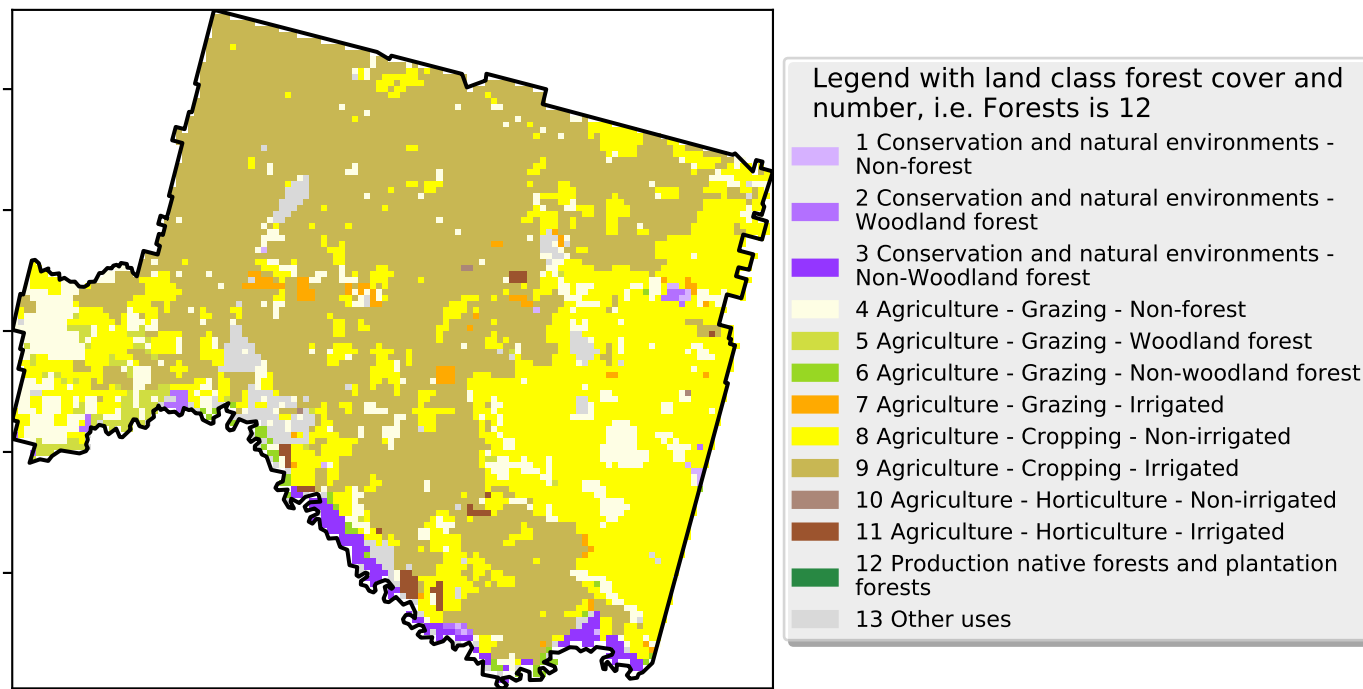 Legend with land class forest cover and
number, i.e. Forests is 12
1 Conservation and natural environments -
Non-forest
2 Conservation and natural environments -
Woodland forest
3 Conservation and natural environments -
Non-Woodland forest
4 Agriculture - Grazing - Non-forest
5 Agriculture - Grazing - Woodland forest
6 Agriculture - Grazing - Non-woodland forest
7 Agriculture - Grazing - Irrigated
8 Agriculture - Cropping - Non-irrigated
9 Agriculture - Cropping - Irrigated
10 Agriculture - Horticulture - Non-irrigated
11 Agriculture - Horticulture - Irrigated
12 Production native forests and plantation
forests
13 Other uses